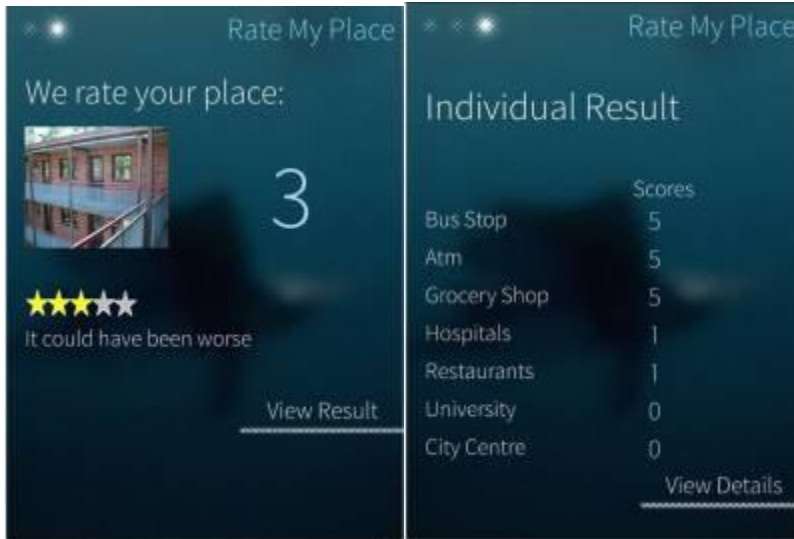 Rate My Place
We rate your place:
3
It could have been worse
View Result
Rate My Place
Individual Result
Scores
Bus Stop 5
Atm 5
Grocery Shop 5
Hospitals 1
Restaurants 1
University 0
City Centre 0
View Details